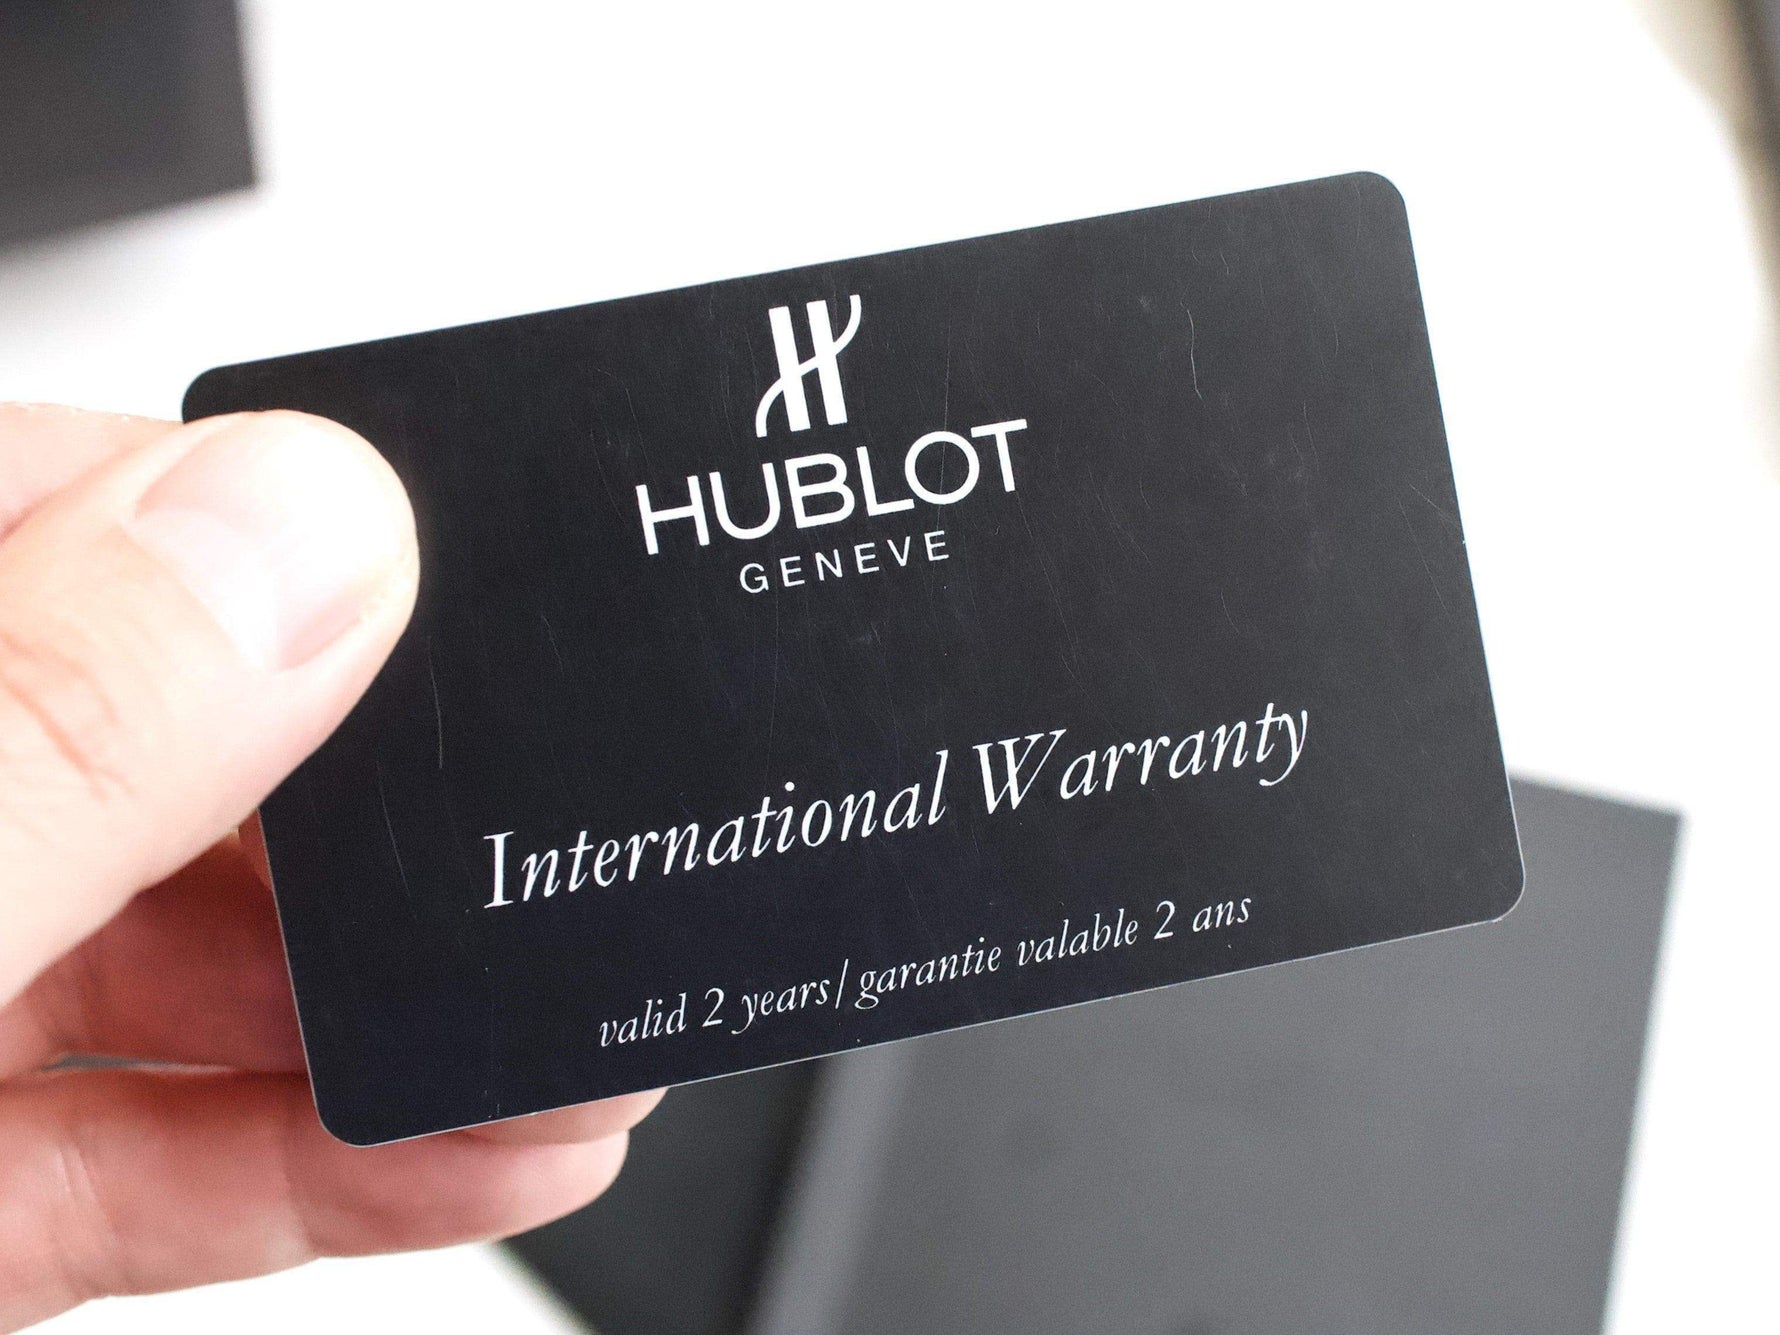 HUBLOT
GENEVE
International Warranty
valid 2 years/garantie valable 2 ans